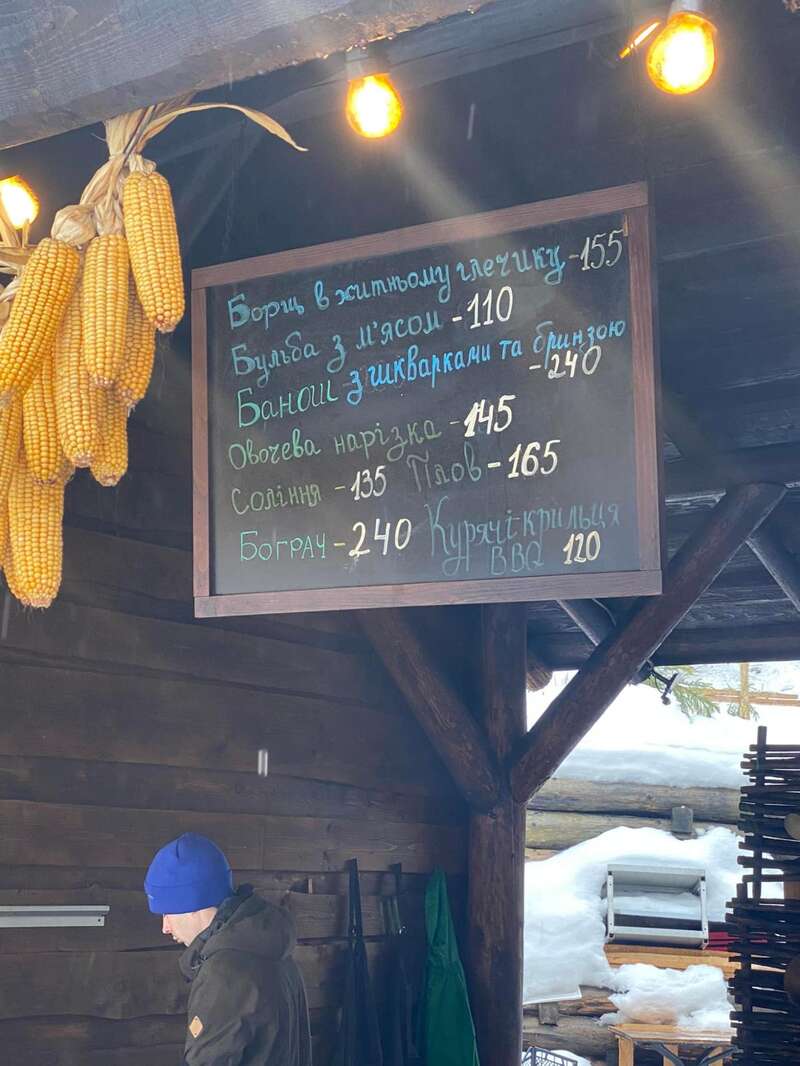 Борщ в житньому глечику - 155
Бульба з м'ясом - 110
Банош з шкварками та бринзою
- 240
Овочева нарізка - 145
Соління - 135 Плов - 165
Бограч - 240 Курячі крильця
BBQ 120